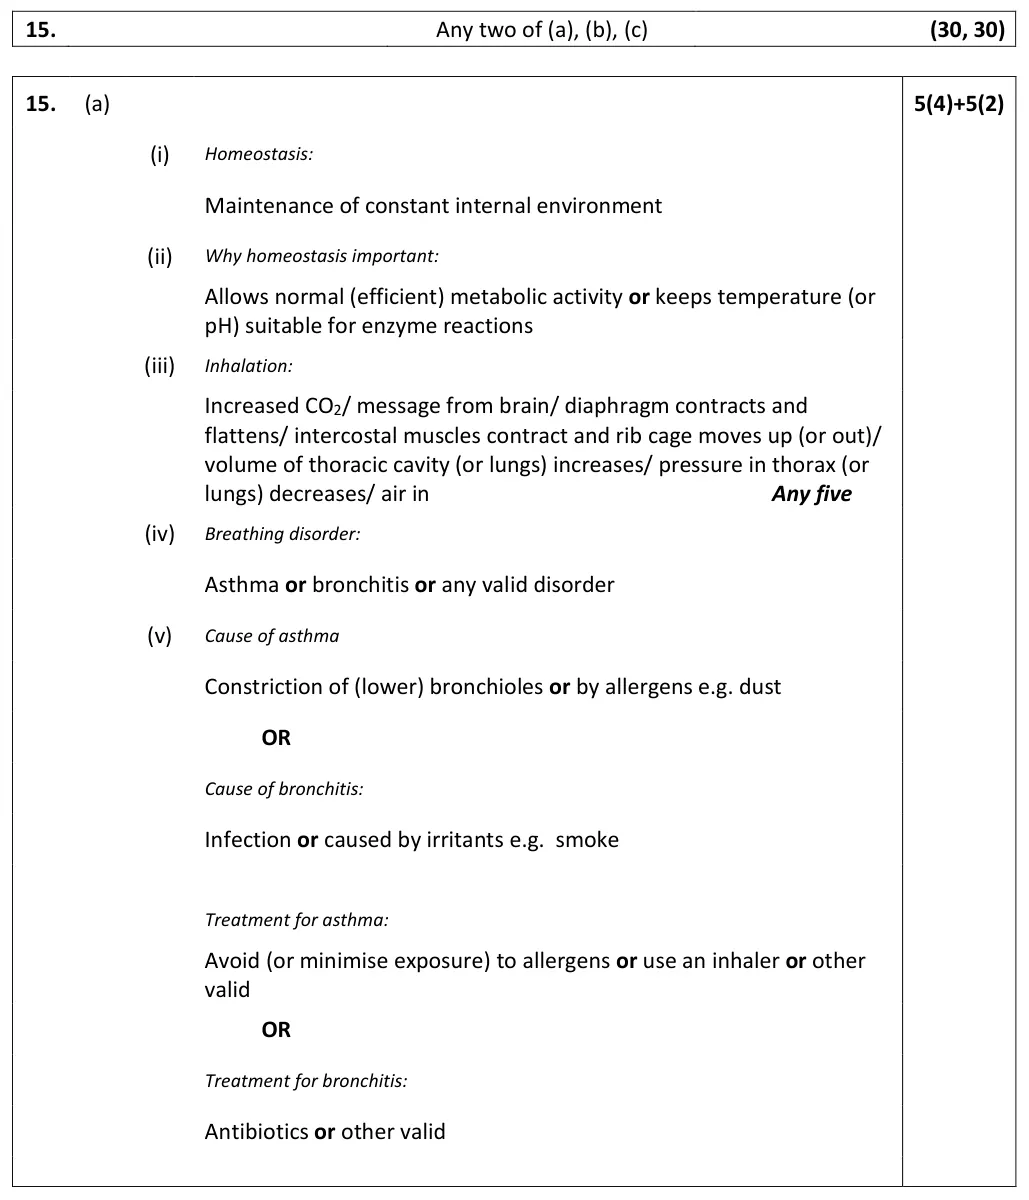 15. Any two of (a), (b), (c) (30, 30)
15. (a) 5(4)+5(2)
(i) Homeostasis:
Maintenance of constant internal environment
(ii) Why homeostasis important:
Allows normal (efficient) metabolic activity or keeps temperature (or
pH) suitable for enzyme reactions
(iii) Inhalation:
Increased CO₂/ message from brain/ diaphragm contracts and
flattens/ intercostal muscles contract and rib cage moves up (or out)/
volume of thoracic cavity (or lungs) increases/ pressure in thorax (or
lungs) decreases/ air in Any five
(iv) Breathing disorder:
Asthma or bronchitis or any valid disorder
(v) Cause of asthma
Constriction of (lower) bronchioles or by allergens e.g. dust
OR
Cause of bronchitis:
Infection or caused by irritants e.g. smoke
Treatment for asthma:
Avoid (or minimise exposure) to allergens or use an inhaler or other
valid
OR
Treatment for bronchitis:
Antibiotics or other valid